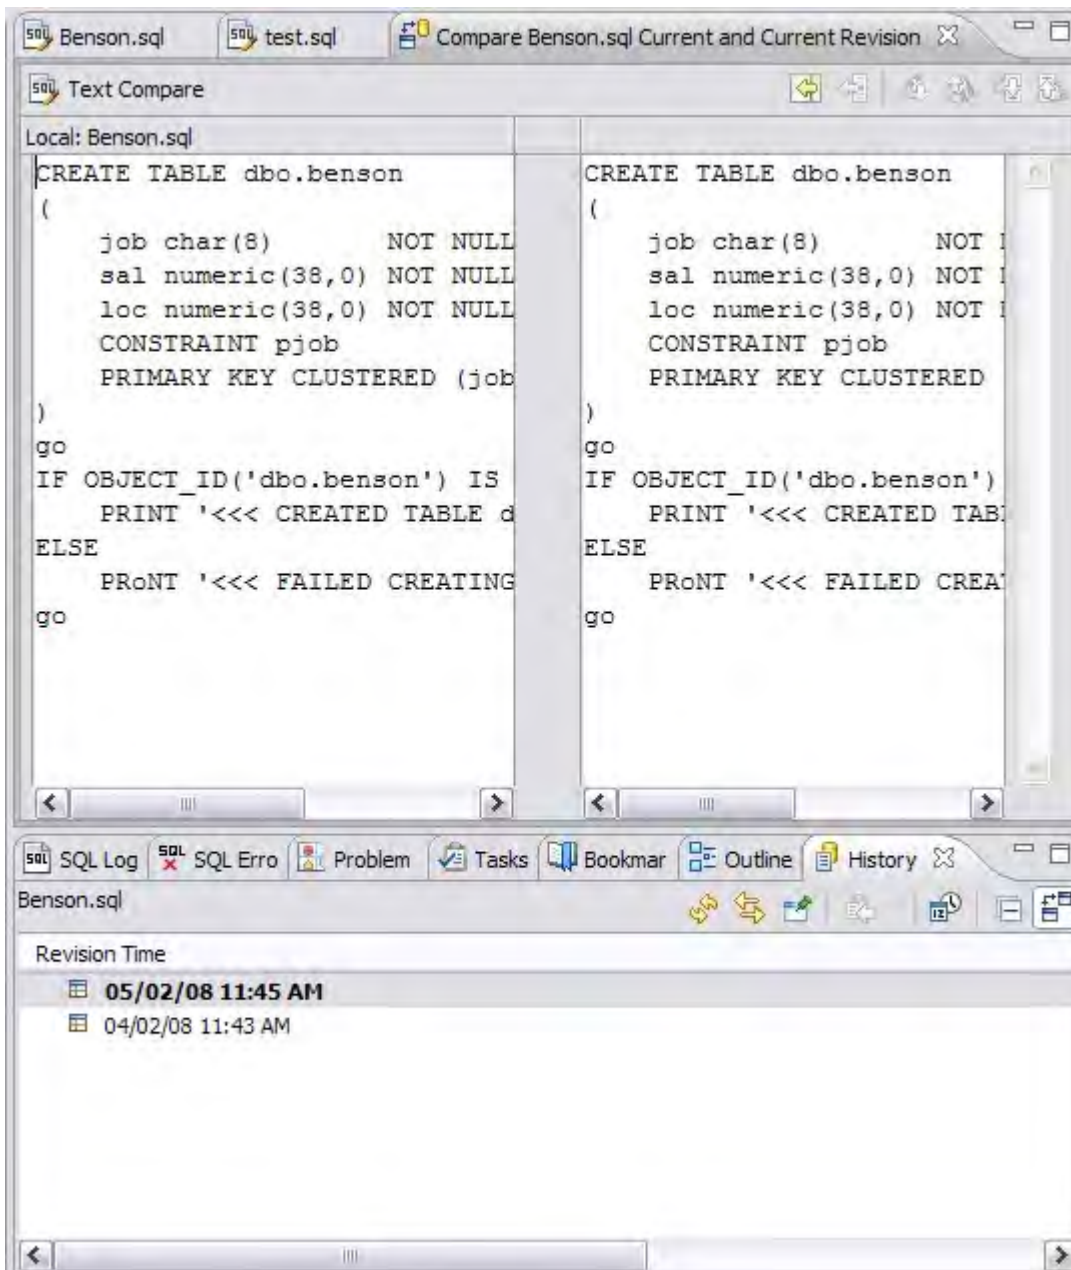 Benson.sql test.sql Compare Benson.sql Current and Current Revision
Text Compare
Local: Benson.sql
CREATE TABLE dbo.benson
(
job char(8) NOT NULL
sal numeric(38,0) NOT NULL
loc numeric(38,0) NOT NULL
CONSTRAINT pjob
PRIMARY KEY CLUSTERED (job
)
go
IF OBJECT_ID('dbo.benson') IS
PRINT '<<< CREATED TABLE d
ELSE
PRoNT '<<< FAILED CREATING
go
CREATE TABLE dbo.benson
(
job char(8) NOT
sal numeric(38,0) NOT
loc numeric(38,0) NOT
CONSTRAINT pjob
PRIMARY KEY CLUSTERED
)
go
IF OBJECT_ID('dbo.benson')
PRINT '<<< CREATED TAB
ELSE
PRoNT '<<< FAILED CREA
go
SQL Log SQL Erro Problem Tasks Bookmar Outline History
Benson.sql
Revision Time
05/02/08 11:45 AM
04/02/08 11:43 AM